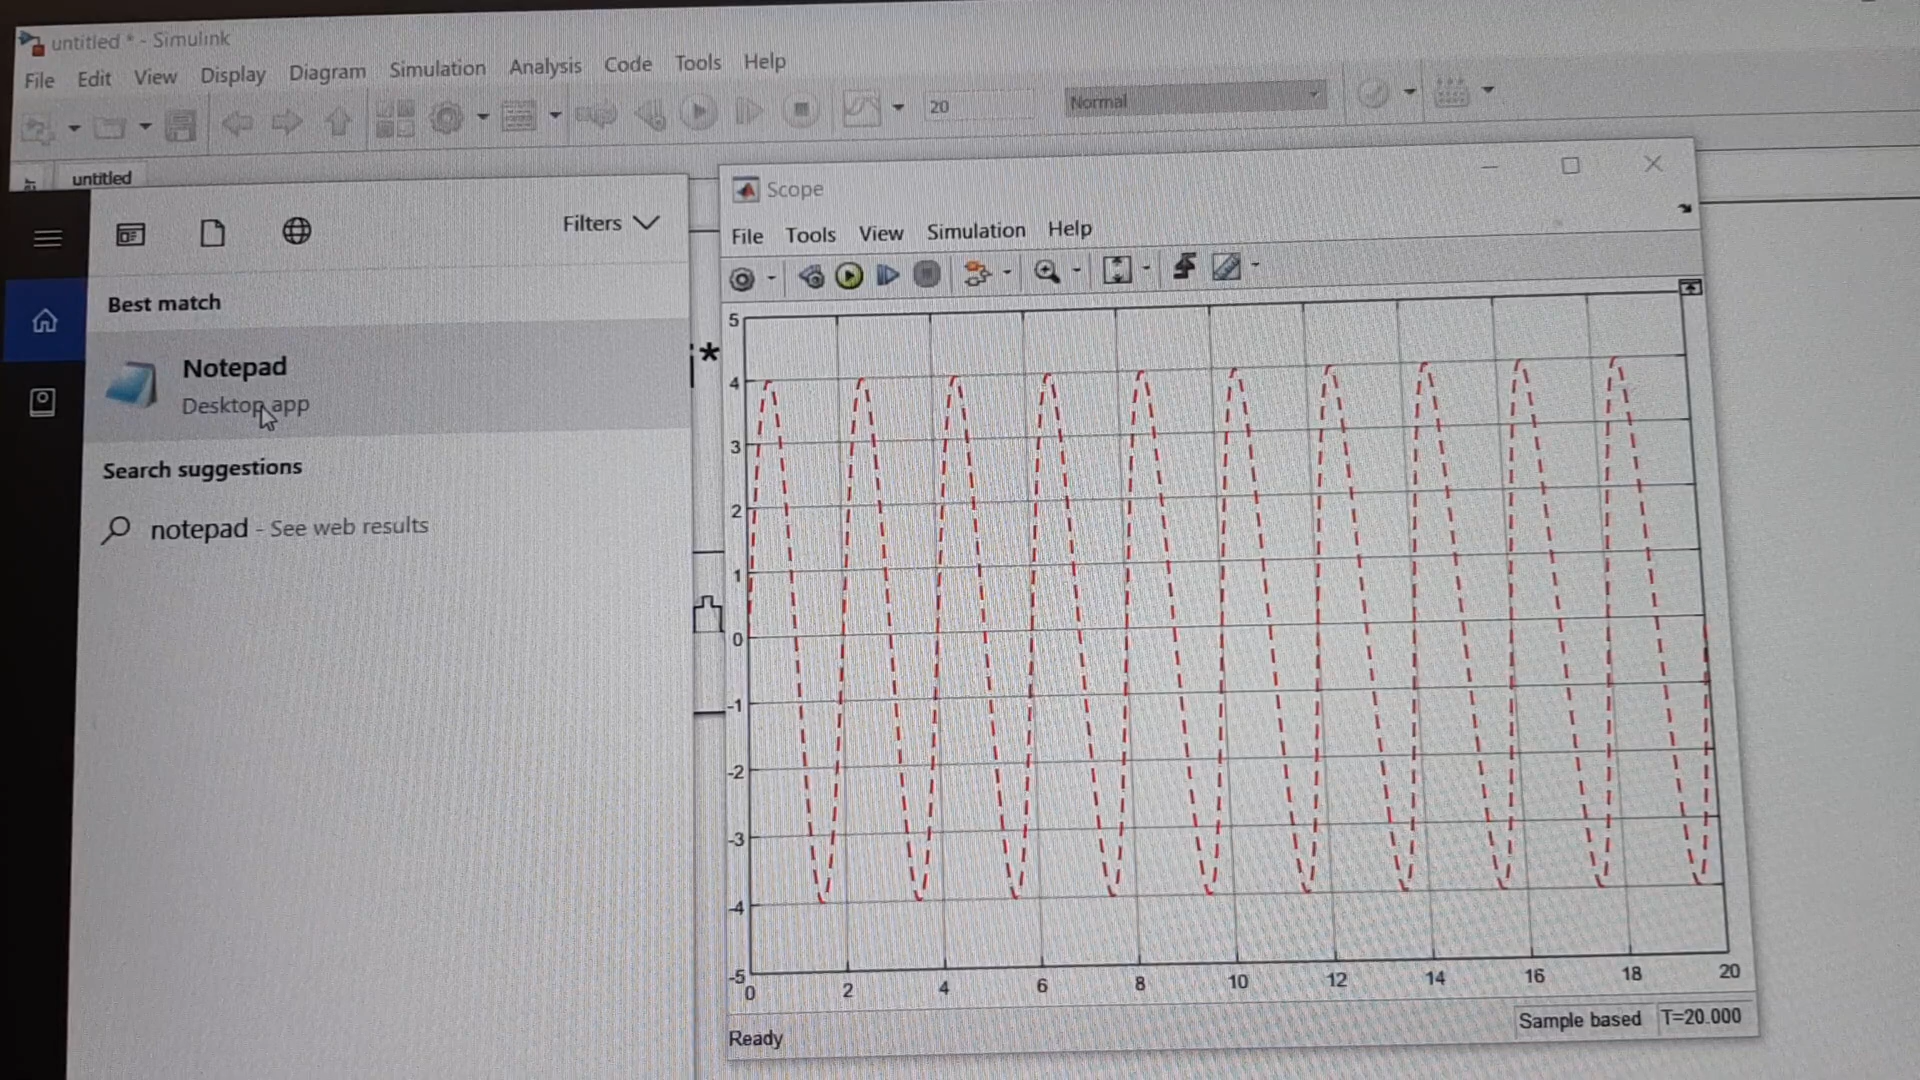 untitled * - Simulink
File Edit View Display Diagram Simulation Analysis Code Tools Help
20 Normal
untitled
Filters
Best match
Notepad
Desktop app
Search suggestions
notepad - See web results
Scope
File Tools View Simulation Help
5
4
3
2
1
0
-1
-2
-3
-4
-5
0 2 4 6 8 10 12 14 16 18 20
Ready Sample based T=20.000